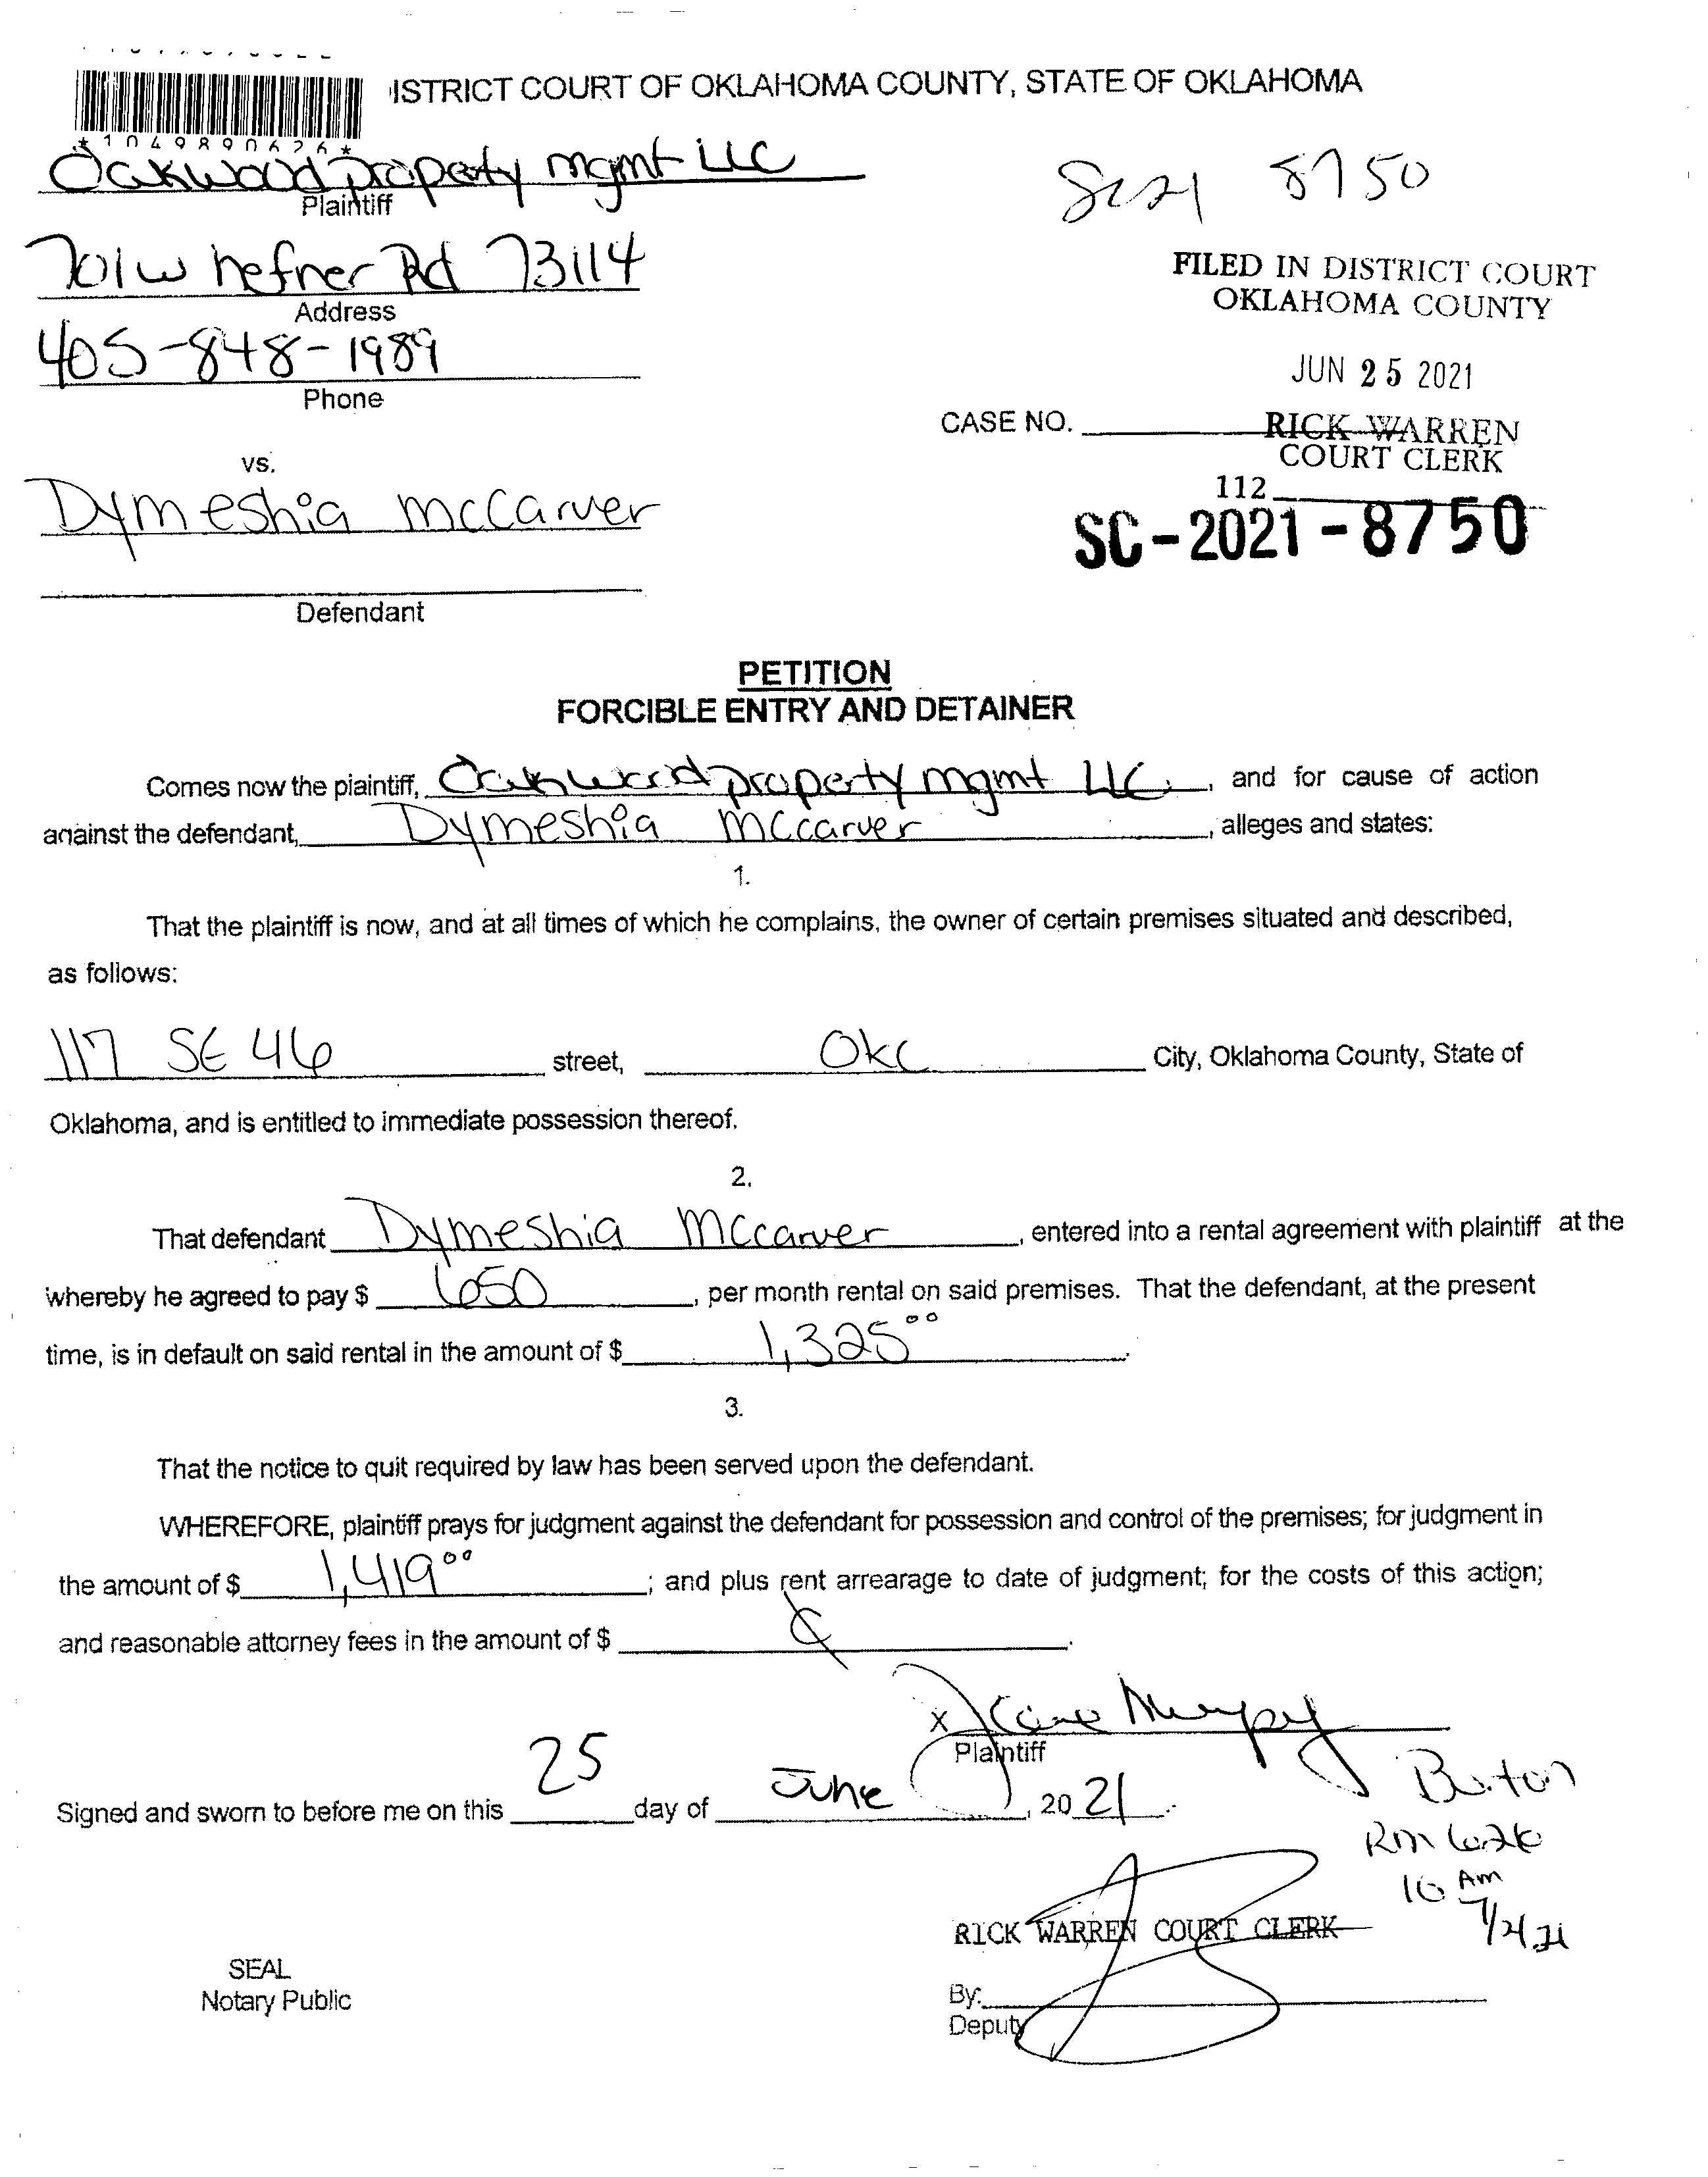 ISTRICT COURT OF OKLAHOMA COUNTY, STATE OF OKLAHOMA
*1049890626*
Oakwood property mgmt LLC
Plaintiff
SC21 8750
701 W hefner Rd 73114
Address
FILED IN DISTRICT COURT
OKLAHOMA COUNTY
405-848-1989
Phone
JUN 25 2021
CASE NO.
RICK WARREN
COURT CLERK
112
vs.
Dymeshia McCarver
SC-2021-8750
Defendant
PETITION
FORCIBLE ENTRY AND DETAINER
Comes now the plaintiff, Oakwood property mgmt LLC, and for cause of action
against the defendant, Dymeshia Mccarver, alleges and states:
1.
That the plaintiff is now, and at all times of which he complains, the owner of certain premises situated and described,
as follows:
117 SE 46 street, OKC City, Oklahoma County, State of
Oklahoma, and is entitled to immediate possession thereof.
2.
That defendant Dymeshia Mccarver, entered into a rental agreement with plaintiff at the
whereby he agreed to pay $ 650, per month rental on said premises. That the defendant, at the present
time, is in default on said rental in the amount of $ 1,325.00.
3.
That the notice to quit required by law has been served upon the defendant.
WHEREFORE, plaintiff prays for judgment against the defendant for possession and control of the premises; for judgment in
the amount of $ 1,419.00; and plus rent arrearage to date of judgment; for the costs of this action;
and reasonable attorney fees in the amount of $
X
Plaintiff
Signed and sworn to before me on this 25 day of June, 2021
Rm
10 AM
RICK WARREN COURT CLERK
SEAL
Notary Public
By:
Deputy